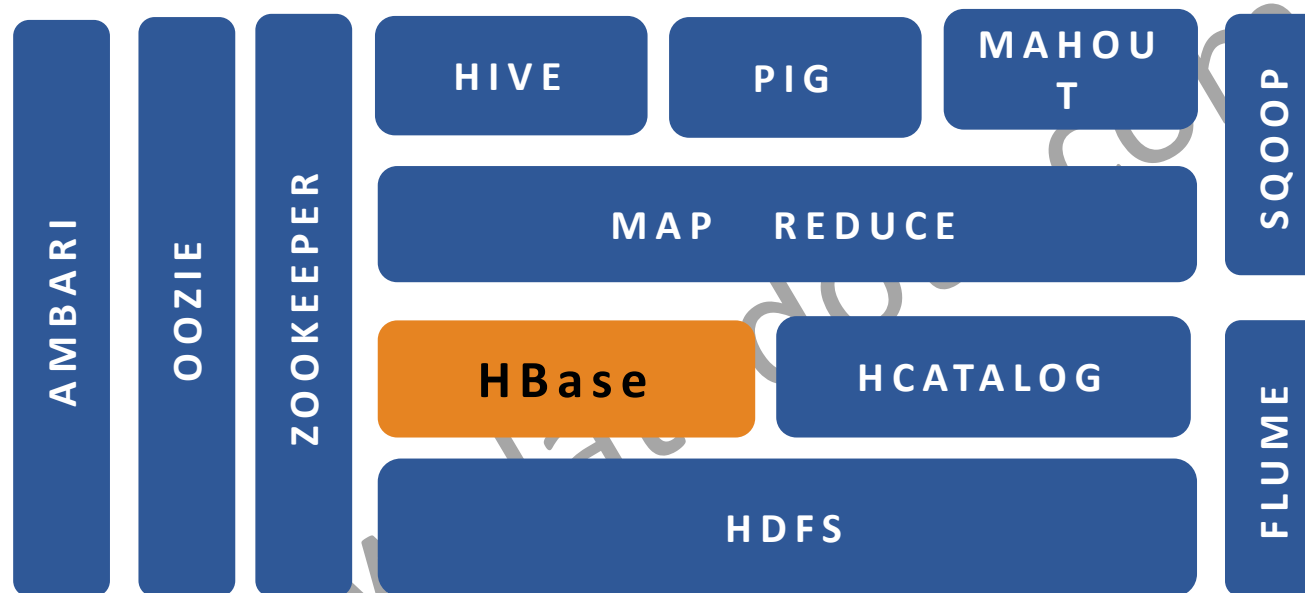 AMBARI
OOZIE
ZOOKEEPER
HIVE
PIG
MAHOU
T
SQOOP
MAP REDUCE
HBase
HCATALOG
FLUME
HDFS